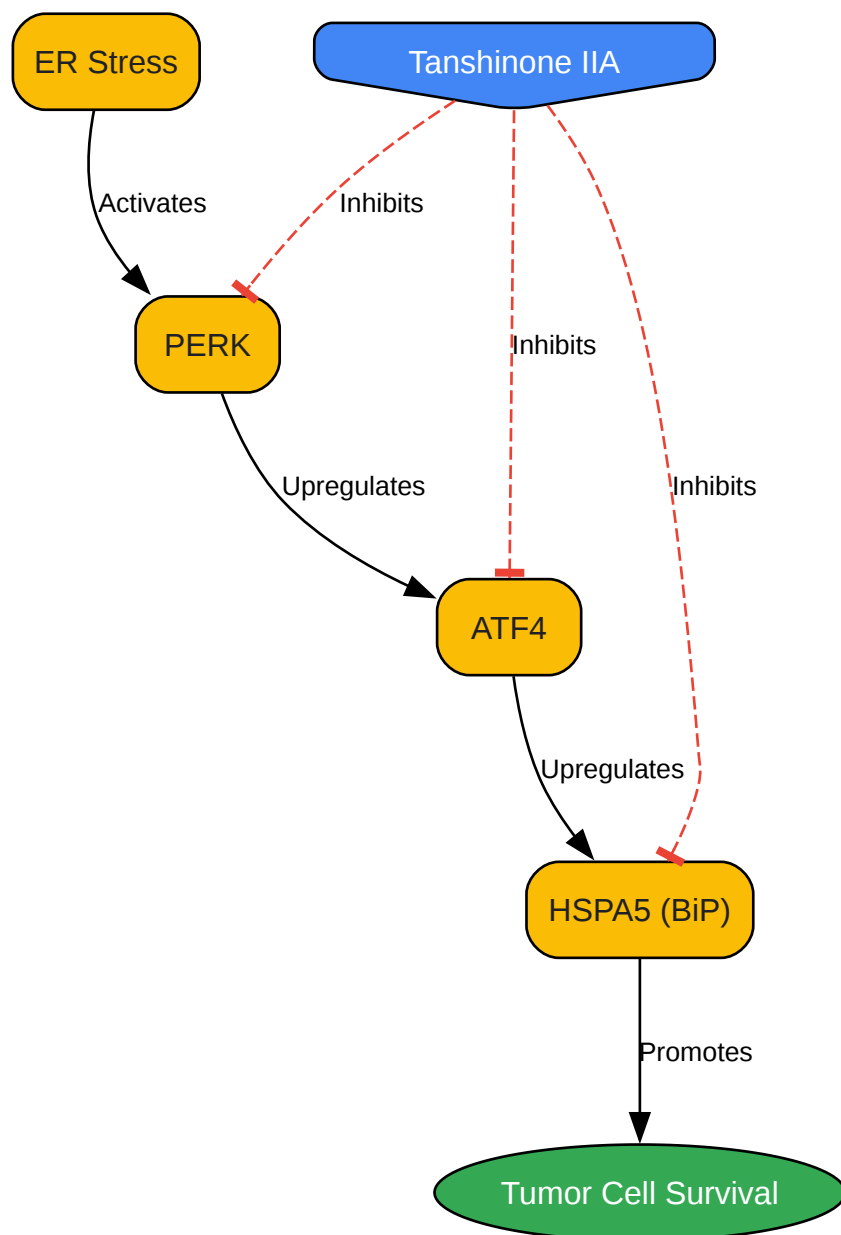 ER Stress
Tanshinone IIA
Activates
Inhibits
PERK
Inhibits
Upregulates
Inhibits
ATF4
Upregulates
HSPA5 (BiP)
Promotes
Tumor Cell Survival